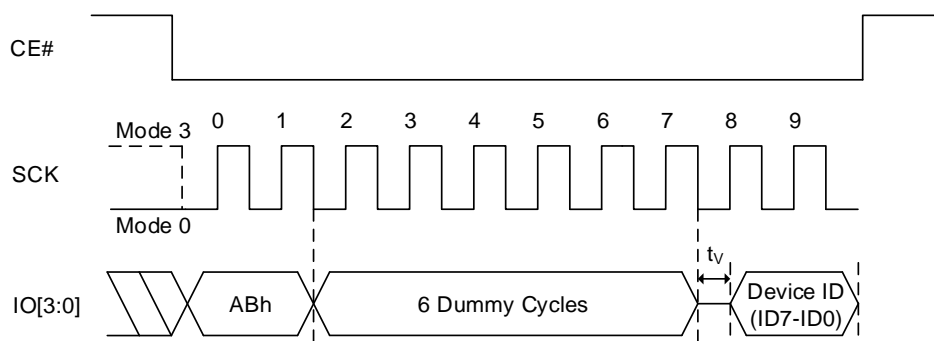 CE#
Mode 3 0 1 2 3 4 5 6 7 8 9
SCK
Mode 0
tV
IO[3:0] ABh 6 Dummy Cycles Device ID
(ID7-ID0)